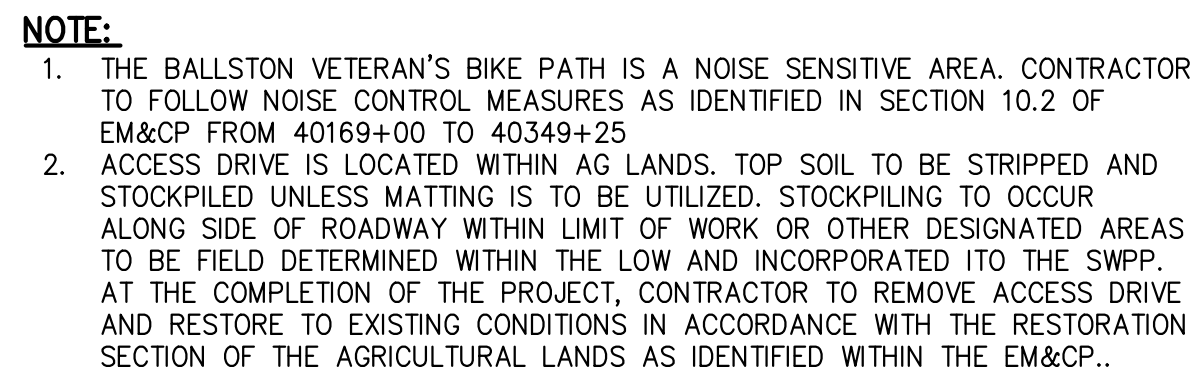 NOTE:
1. THE BALLSTON VETERAN'S BIKE PATH IS A NOISE SENSITIVE AREA. CONTRACTOR
TO FOLLOW NOISE CONTROL MEASURES AS IDENTIFIED IN SECTION 10.2 OF
EM&CP FROM 40169+00 TO 40349+25
2. ACCESS DRIVE IS LOCATED WITHIN AG LANDS. TOP SOIL TO BE STRIPPED AND
STOCKPILED UNLESS MATTING IS TO BE UTILIZED. STOCKPILING TO OCCUR
ALONG SIDE OF ROADWAY WITHIN LIMIT OF WORK OR OTHER DESIGNATED AREAS
TO BE FIELD DETERMINED WITHIN THE LOW AND INCORPORATED ITO THE SWPP.
AT THE COMPLETION OF THE PROJECT, CONTRACTOR TO REMOVE ACCESS DRIVE
AND RESTORE TO EXISTING CONDITIONS IN ACCORDANCE WITH THE RESTORATION
SECTION OF THE AGRICULTURAL LANDS AS IDENTIFIED WITHIN THE EM&CP..